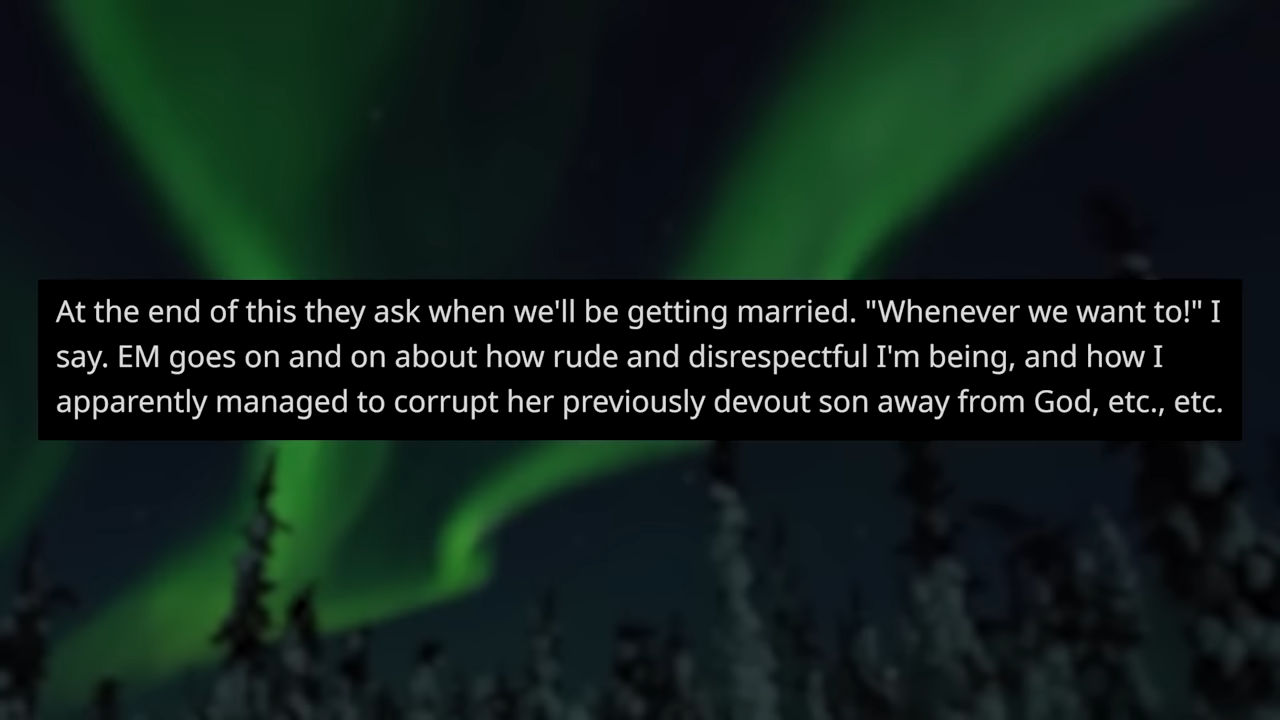 At the end of this they ask when we'll be getting married. "Whenever we want to!" I
say. EM goes on and on about how rude and disrespectful I'm being, and how I
apparently managed to corrupt her previously devout son away from God, etc., etc.